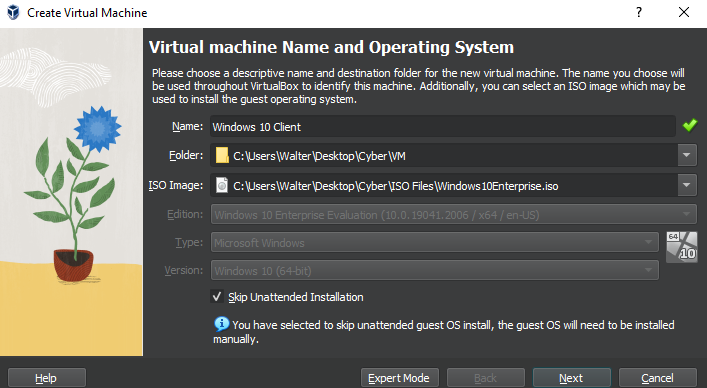 Create Virtual Machine
? ×
Virtual machine Name and Operating System
Please choose a descriptive name and destination folder for the new virtual machine. The name you choose will
be used throughout VirtualBox to identify this machine. Additionally, you can select an ISO image which may be
used to install the guest operating system.
Name: Windows 10 Client
Folder: C:\Users\Walter\Desktop\Cyber\VM
ISO Image: C:\Users\Walter\Desktop\Cyber\ISO Files\Windows10Enterprise.iso
Edition: Windows 10 Enterprise Evaluation (10.0.19041.2006 / x64 / en-US)
Type: Microsoft Windows
64
10
Version: Windows 10 (64-bit)
Skip Unattended Installation
You have selected to skip unattended guest OS install, the guest OS will need to be installed
manually.
Help Expert Mode Back Next Cancel